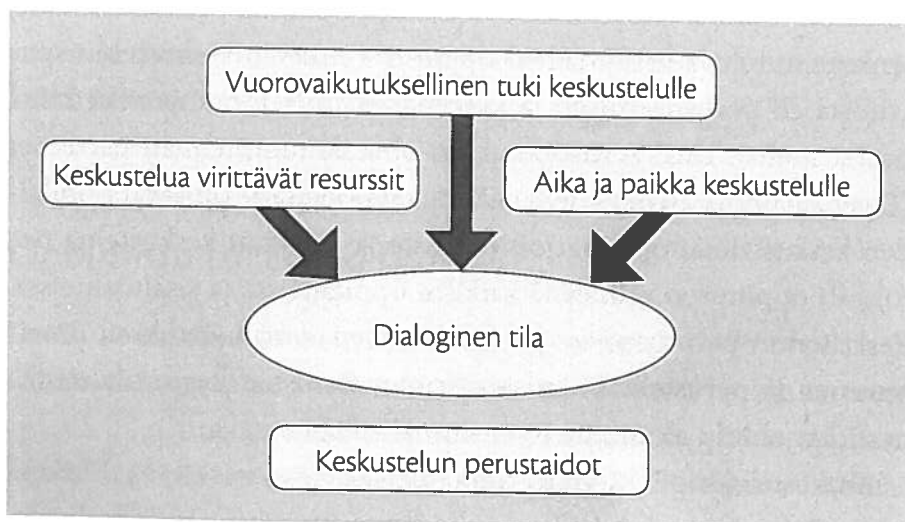 Vuorovaikutuksellinen tuki keskustelulle
Keskustelua virittävät resurssit
Aika ja paikka keskustelulle
Dialoginen tila
Keskustelun perustaidot